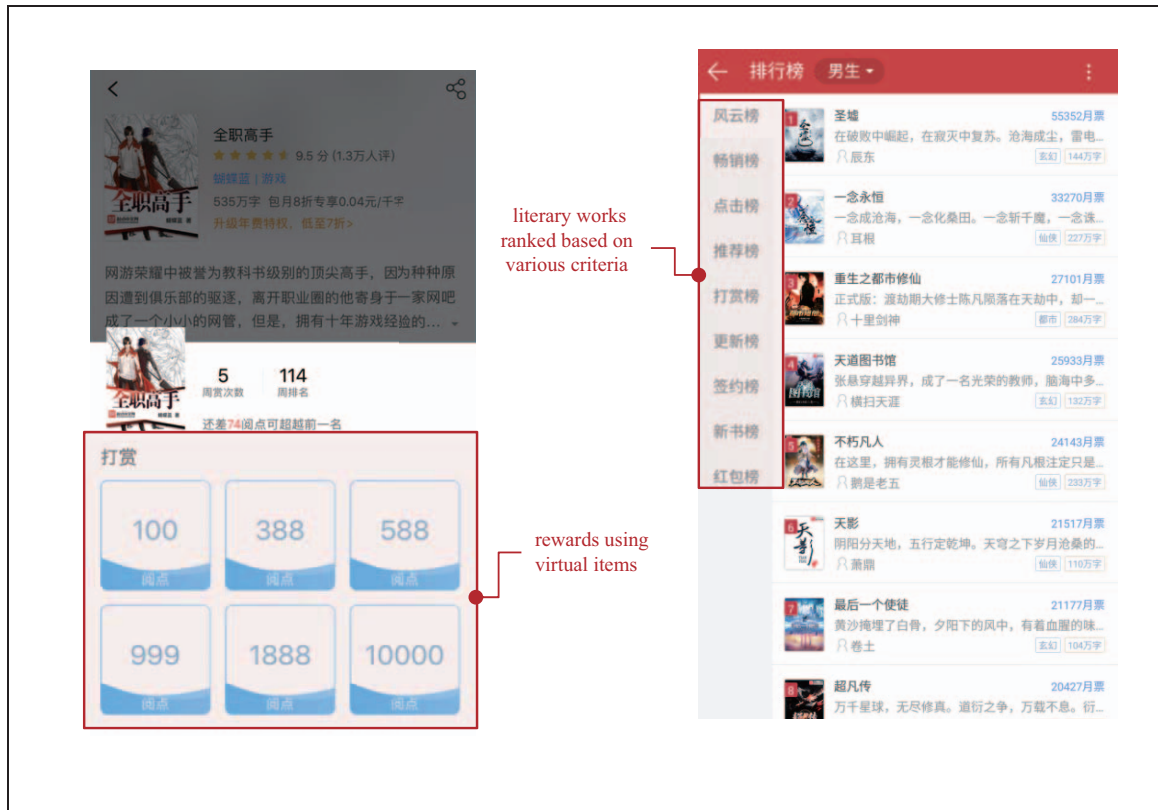 全职高手
9.5 分 (1.3万人评)
蝴蝶蓝 | 游戏
535万字 包月8折专享0.04元/千字
升级年费特权，低至7折>
全职高手
蝴蝶蓝 著
网游荣耀中被誉为教科书级别的顶尖高手，因为种种原
因遭到俱乐部的驱逐，离开职业圈的他寄身于一家网吧
成了一个小小的网管，但是，拥有十年游戏经验的...
全职高手
5
周赏次数
114
周排名
还差74阅点可超越前一名
打赏
100
阅点
388
阅点
588
阅点
999
阅点
1888
阅点
10000
阅点
rewards using
virtual items
literary works
ranked based on
various criteria
排行榜 男生
风云榜
畅销榜
点击榜
推荐榜
打赏榜
更新榜
签约榜
新书榜
红包榜
1
圣墟 55352月票
在破败中崛起，在寂灭中复苏。沧海成尘，雷电...
辰东 玄幻 144万字
2
一念永恒 33270月票
一念成沧海，一念化桑田。一念斩千魔，一念诛...
耳根 仙侠 227万字
3
重生之都市修仙 27101月票
正式版：渡劫期大修士陈凡陨落在天劫中，却一...
十里剑神 都市 284万字
4
天道图书馆 25933月票
张悬穿越异界，成了一名光荣的教师，脑海中多...
横扫天涯 玄幻 132万字
5
不朽凡人 24143月票
在这里，拥有灵根才能修仙，所有凡根注定只是...
鹅是老五 仙侠 233万字
6
天影 21517月票
阴阳分天地，五行定乾坤。天穹之下岁月沧桑的...
萧鼎 仙侠 110万字
7
最后一个使徒 21177月票
黄沙掩埋了白骨，夕阳下的风中，有着血腥的味...
卷土 玄幻 104万字
8
超凡传 20427月票
万千星球，无尽修真。道衍之争，万载不息。衍...